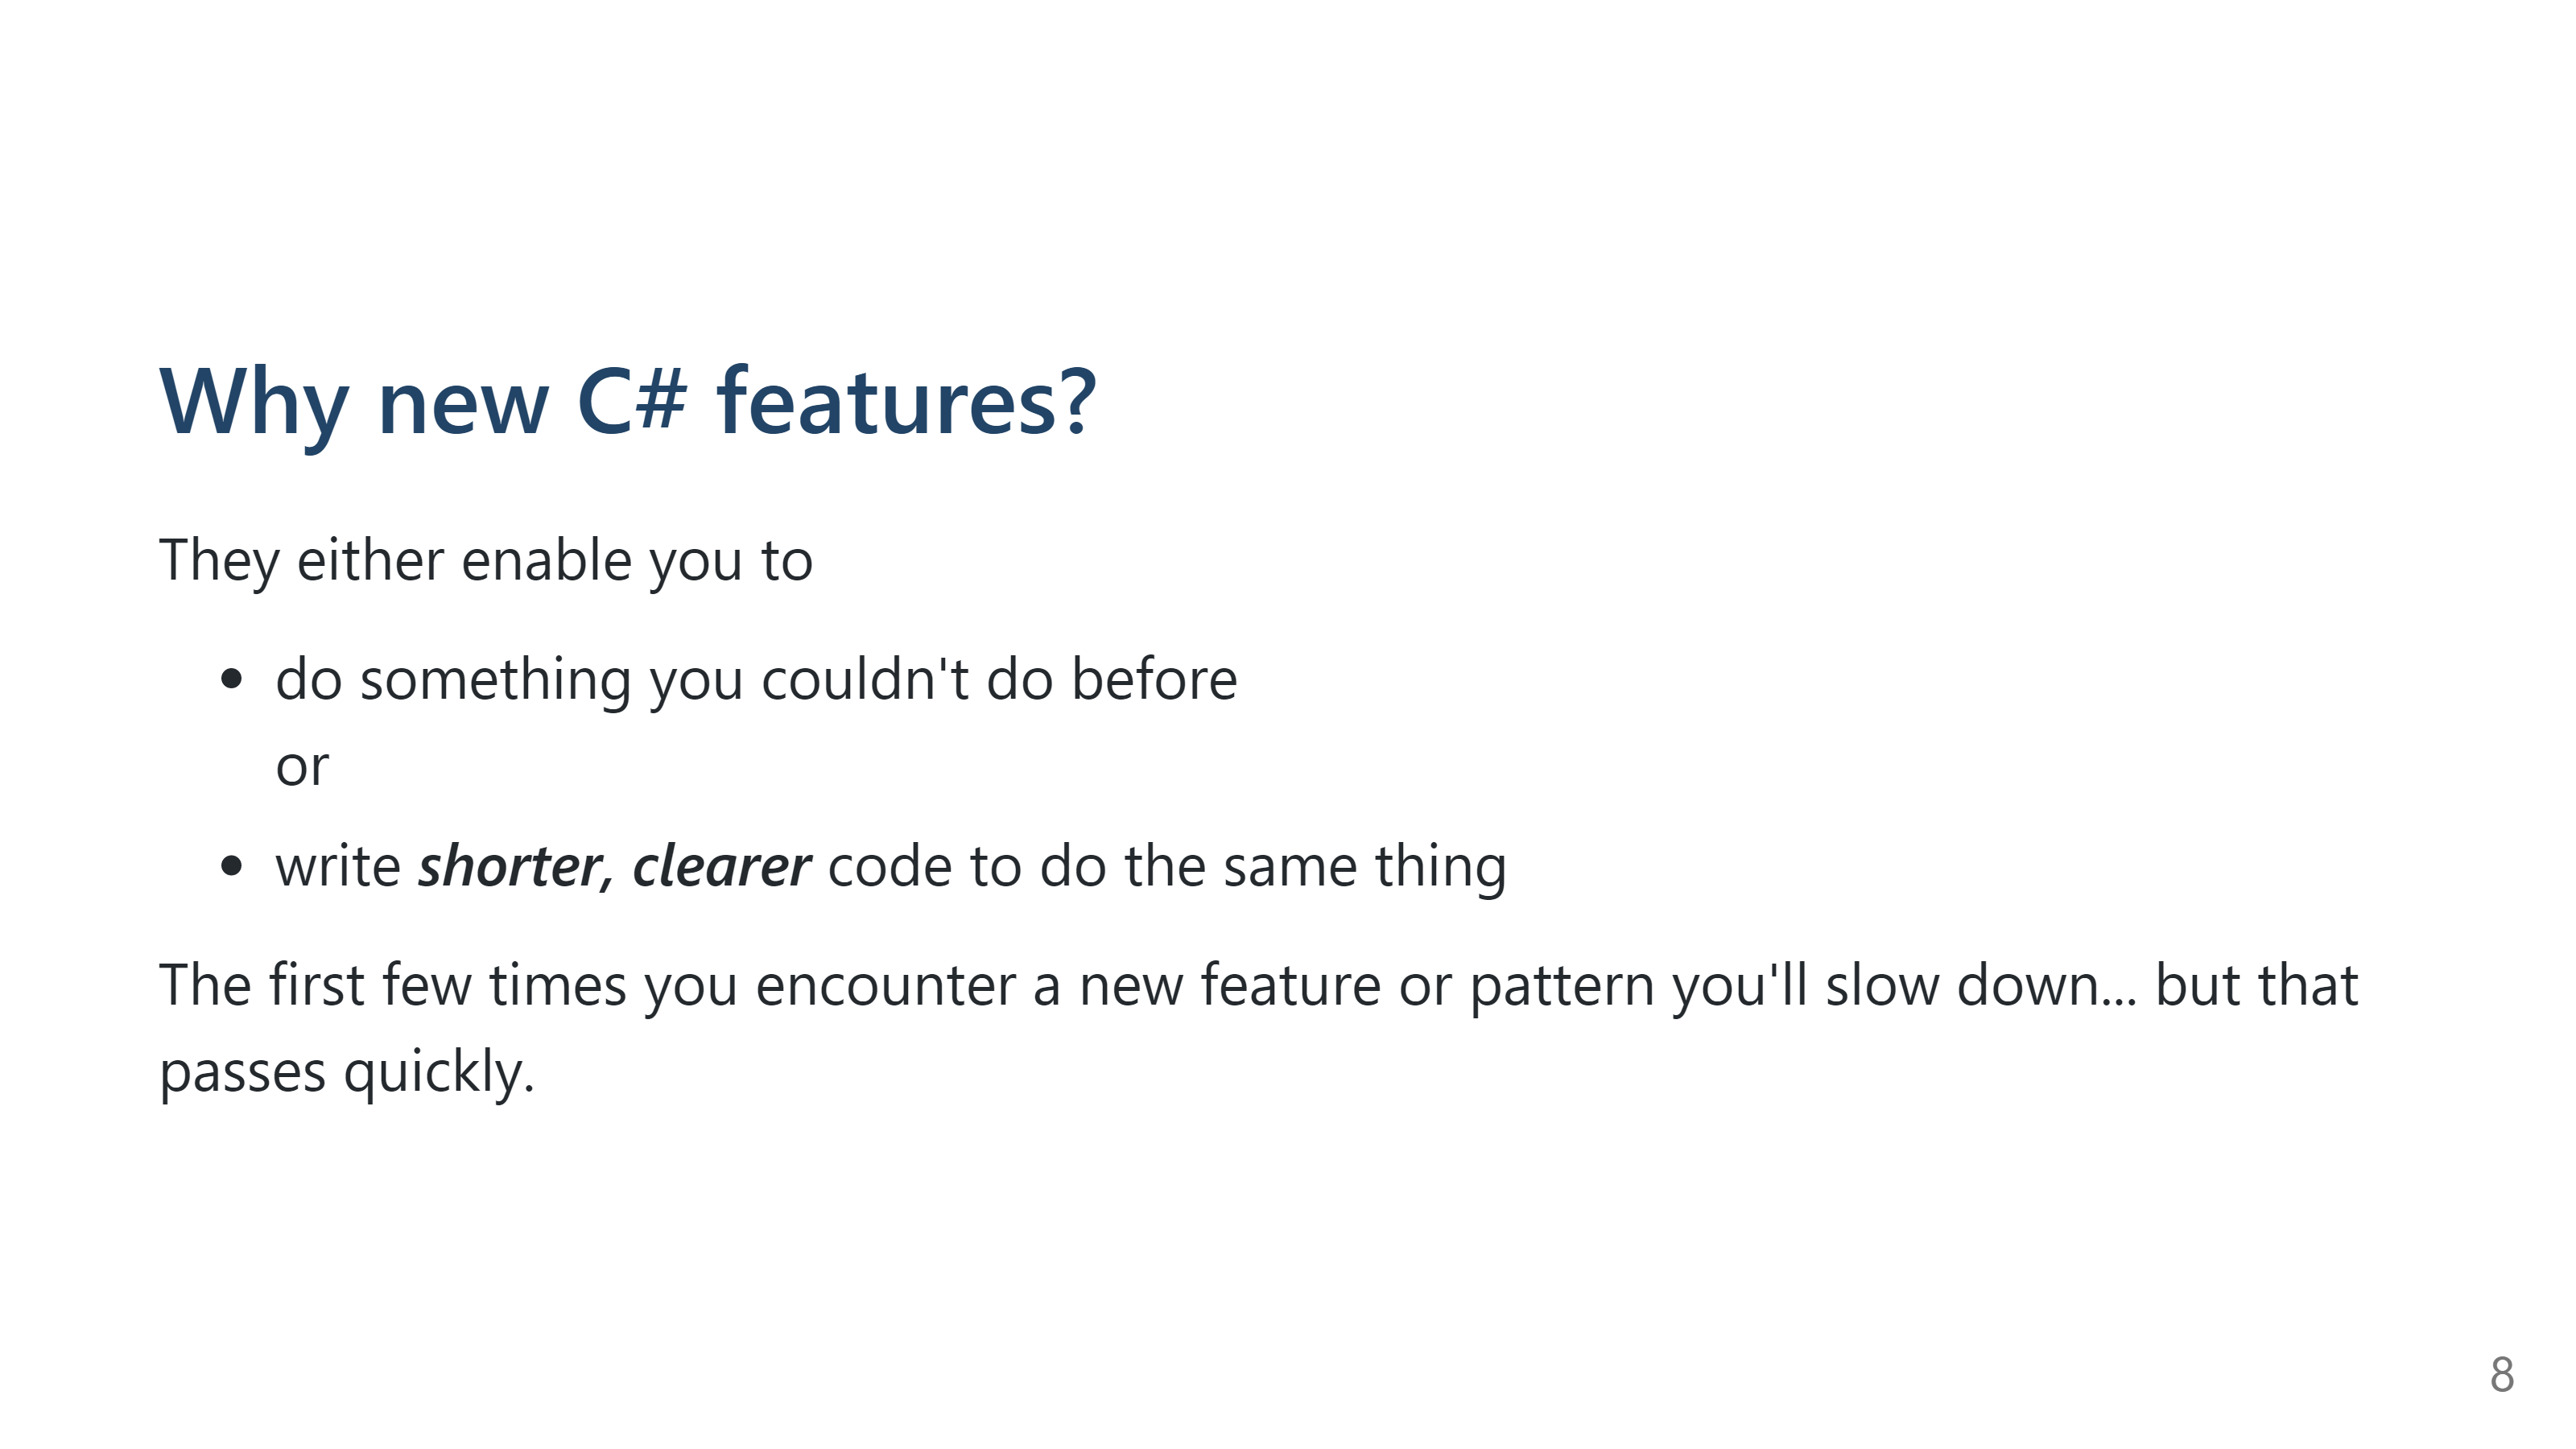 Why new C# features?
They either enable you to
• do something you couldn't do before
or
• write shorter, clearer code to do the same thing
The first few times you encounter a new feature or pattern you'll slow down... but that
passes quickly.
8